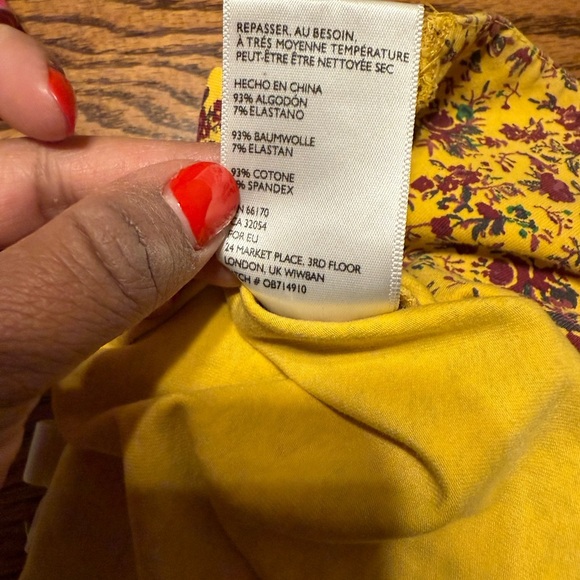 REPASSER, AU BESOIN,
À TRÉS MOYENNE TEMPÉRATURE
PEUT-ÊTRE ÊTRE NETTOYÉE SEC
HECHO EN CHINA
93% ALGODÓN
7% ELASTANO
93% BAUMWOLLE
7% ELASTAN
93% COTONE
% SPANDEX
66170
32054
FOR EU
24 MARKET PLACE, 3RD FLOOR
LONDON, UK W1W8AN
# OB714910